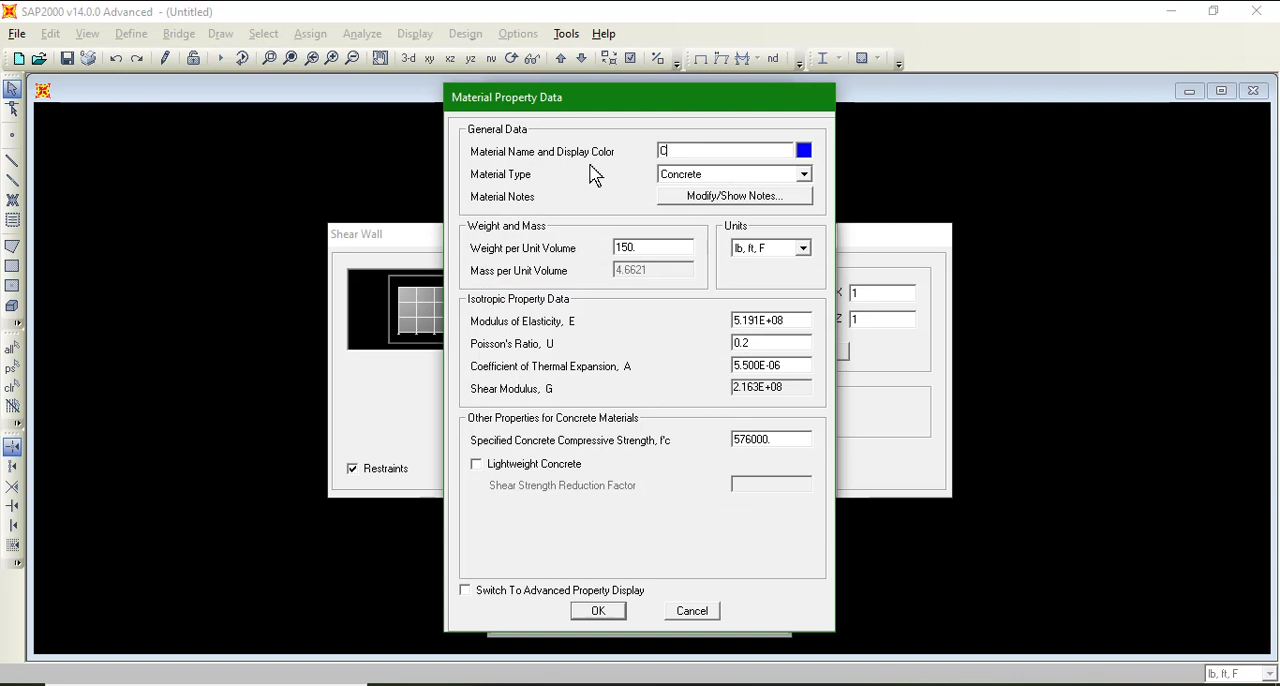 SAP2000 v14.0.0 Advanced - (Untitled)
File Edit View Define Bridge Draw Select Assign Analyze Display Design Options Tools Help
3-d xy xz yz nv nd
Material Property Data
General Data
Material Name and Display Color C
Material Type Concrete
Material Notes Modify/Show Notes...
Weight and Mass
Weight per Unit Volume 150.
Mass per Unit Volume 4.6621
Units
lb, ft, F
Isotropic Property Data
Modulus of Elasticity, E 5.191E+08
Poisson's Ratio, U 0.2
Coefficient of Thermal Expansion, A 5.500E-06
Shear Modulus, G 2.163E+08
Other Properties for Concrete Materials
Specified Concrete Compressive Strength, f'c 576000.
Lightweight Concrete
Shear Strength Reduction Factor
Switch To Advanced Property Display
OK Cancel
Shear Wall
Restraints
X 1
Z 1
all
ps
clr
lb, ft, F